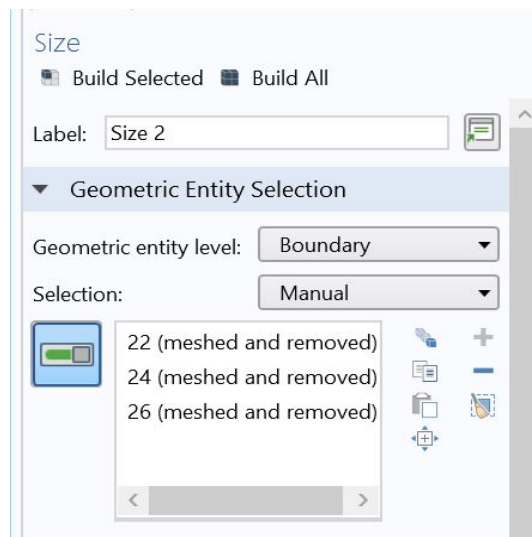 Size
Build Selected Build All
Label: Size 2
Geometric Entity Selection
Geometric entity level: Boundary
Selection: Manual
22 (meshed and removed)
24 (meshed and removed)
26 (meshed and removed)